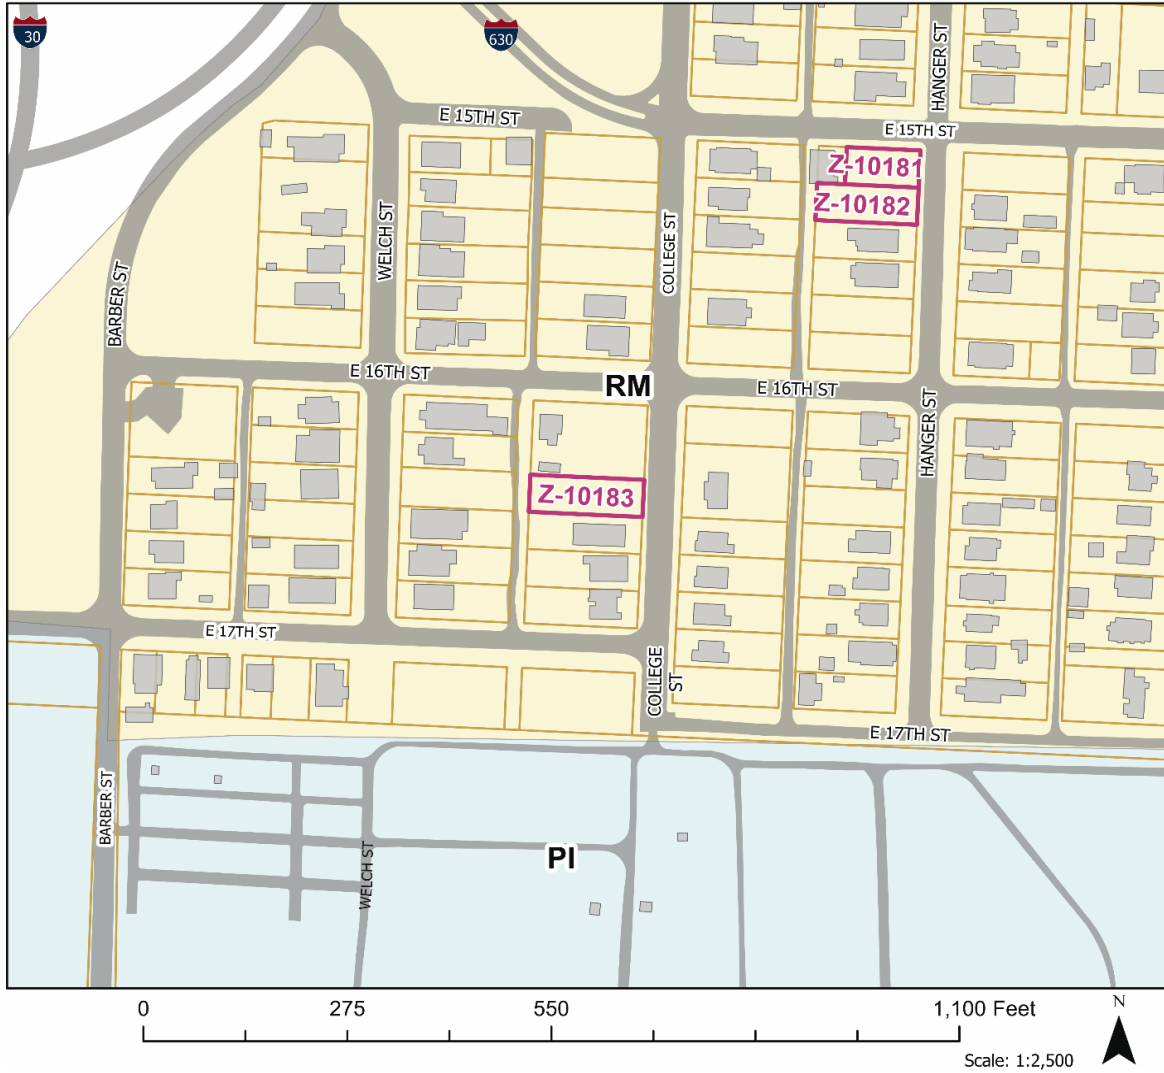 30
630
HANGER ST
E 15TH ST
E 15TH ST
Z-10181
Z-10182
WELCH ST
COLLEGE ST
BARBER ST
E 16TH ST
RM
E 16TH ST
HANGER ST
Z-10183
E 17TH ST
COLLEGE
ST
E 17TH ST
BARBER ST
WELCH ST
PI
0 275 550 1,100 Feet
N
Scale: 1:2,500